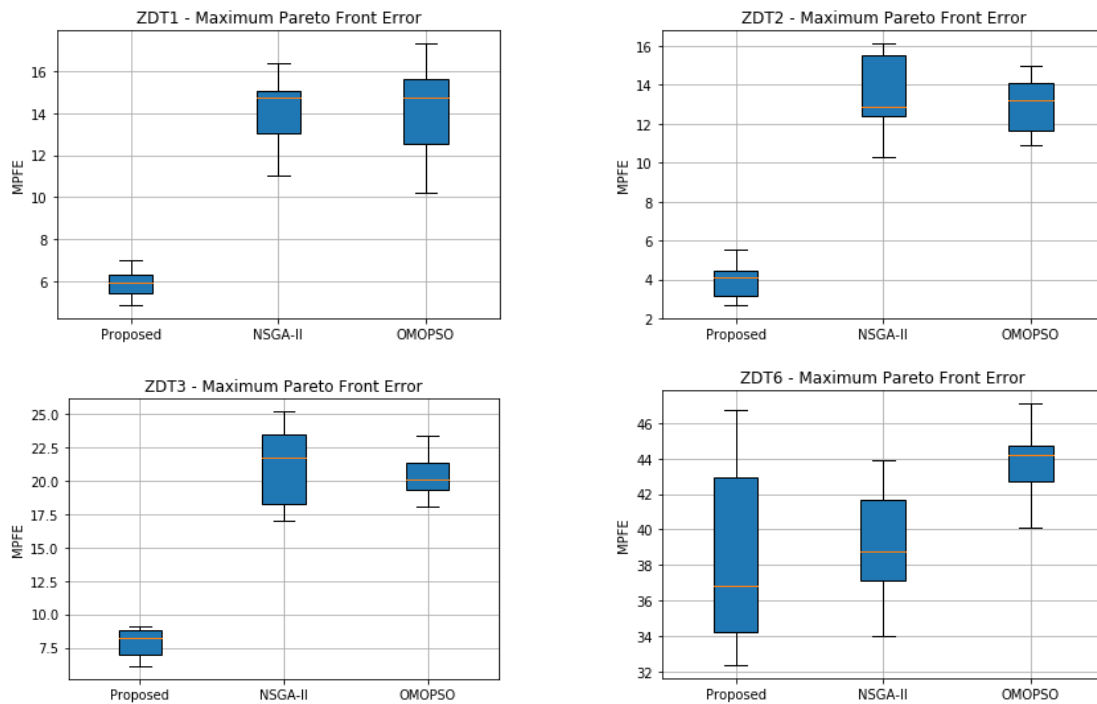 ZDT1 - Maximum Pareto Front Error
16
14
12
10
8
6
MPFE
Proposed NSGA-II OMOPSO
ZDT2 - Maximum Pareto Front Error
16
14
12
10
8
6
4
2
MPFE
Proposed NSGA-II OMOPSO
ZDT3 - Maximum Pareto Front Error
25.0
22.5
20.0
17.5
15.0
12.5
10.0
7.5
MPFE
Proposed NSGA-II OMOPSO
ZDT6 - Maximum Pareto Front Error
46
44
42
40
38
36
34
32
MPFE
Proposed NSGA-II OMOPSO